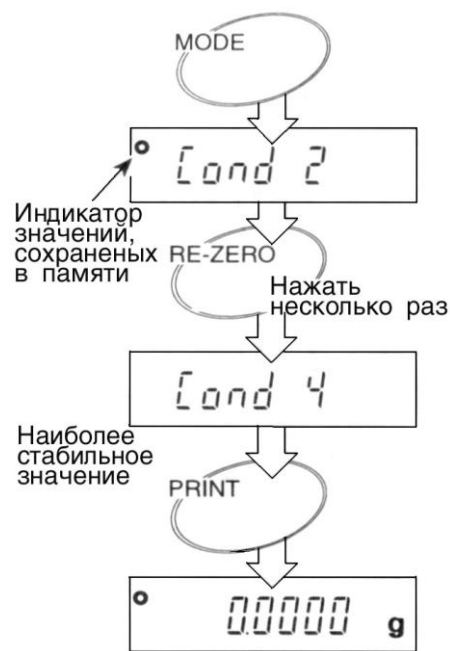 MODE
Cond 2
Индикатор
значений,
сохраненых
в памяти
RE-ZERO
Нажать
несколько раз
Cond 4
Наиболее
стабильное
значение
PRINT
0.0000 g